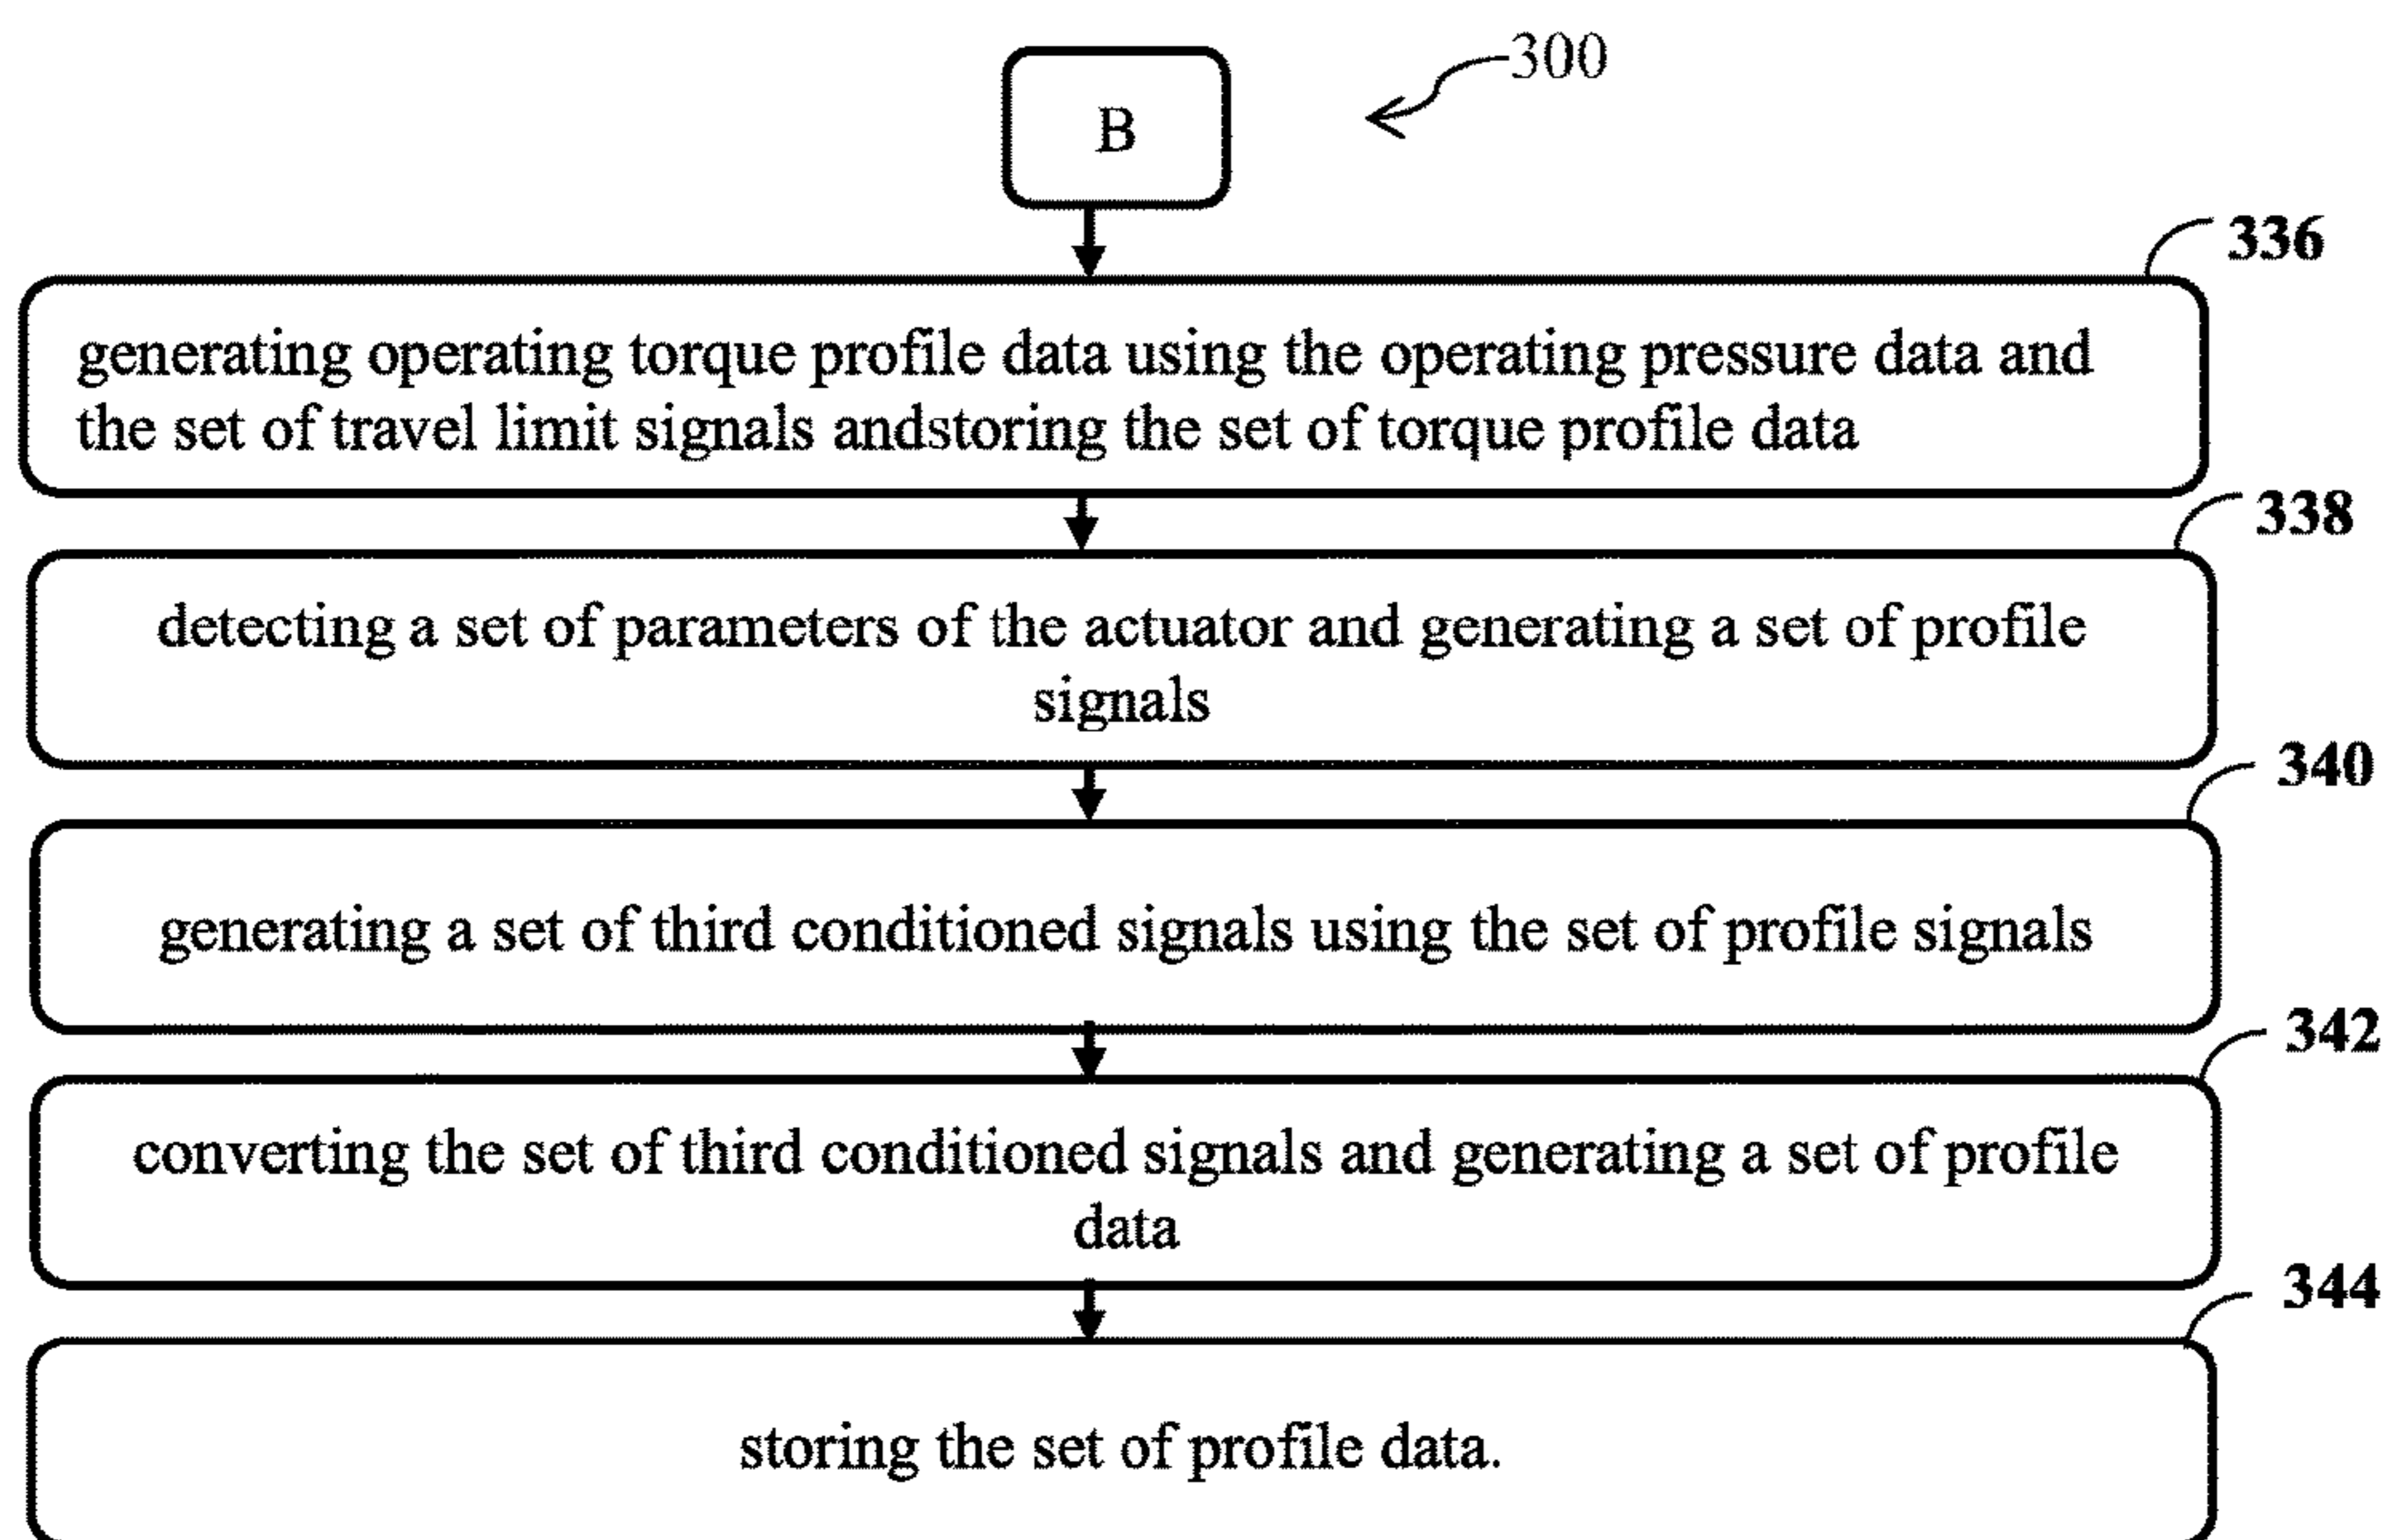 300
B
336
generating operating torque profile data using the operating pressure data and
the set of travel limit signals andstoring the set of torque profile data
338
detecting a set of parameters of the actuator and generating a set of profile
signals
340
generating a set of third conditioned signals using the set of profile signals
342
converting the set of third conditioned signals and generating a set of profile
data
344
storing the set of profile data.